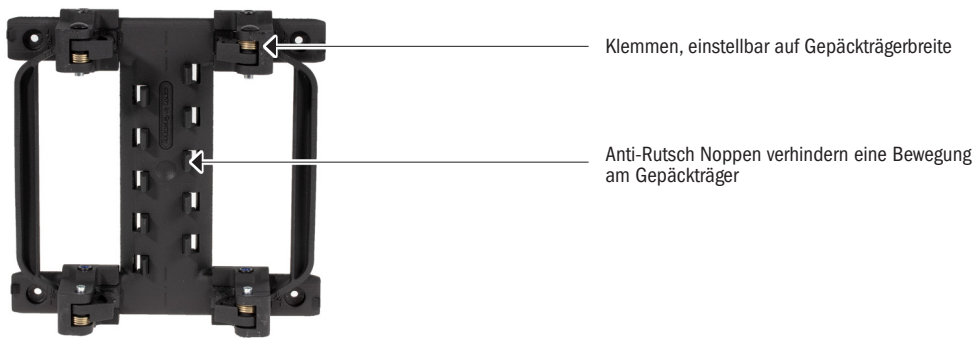 Klemmen, einstellbar auf Gepäckträgerbreite
Anti-Rutsch Noppen verhindern eine Bewegung
am Gepäckträger